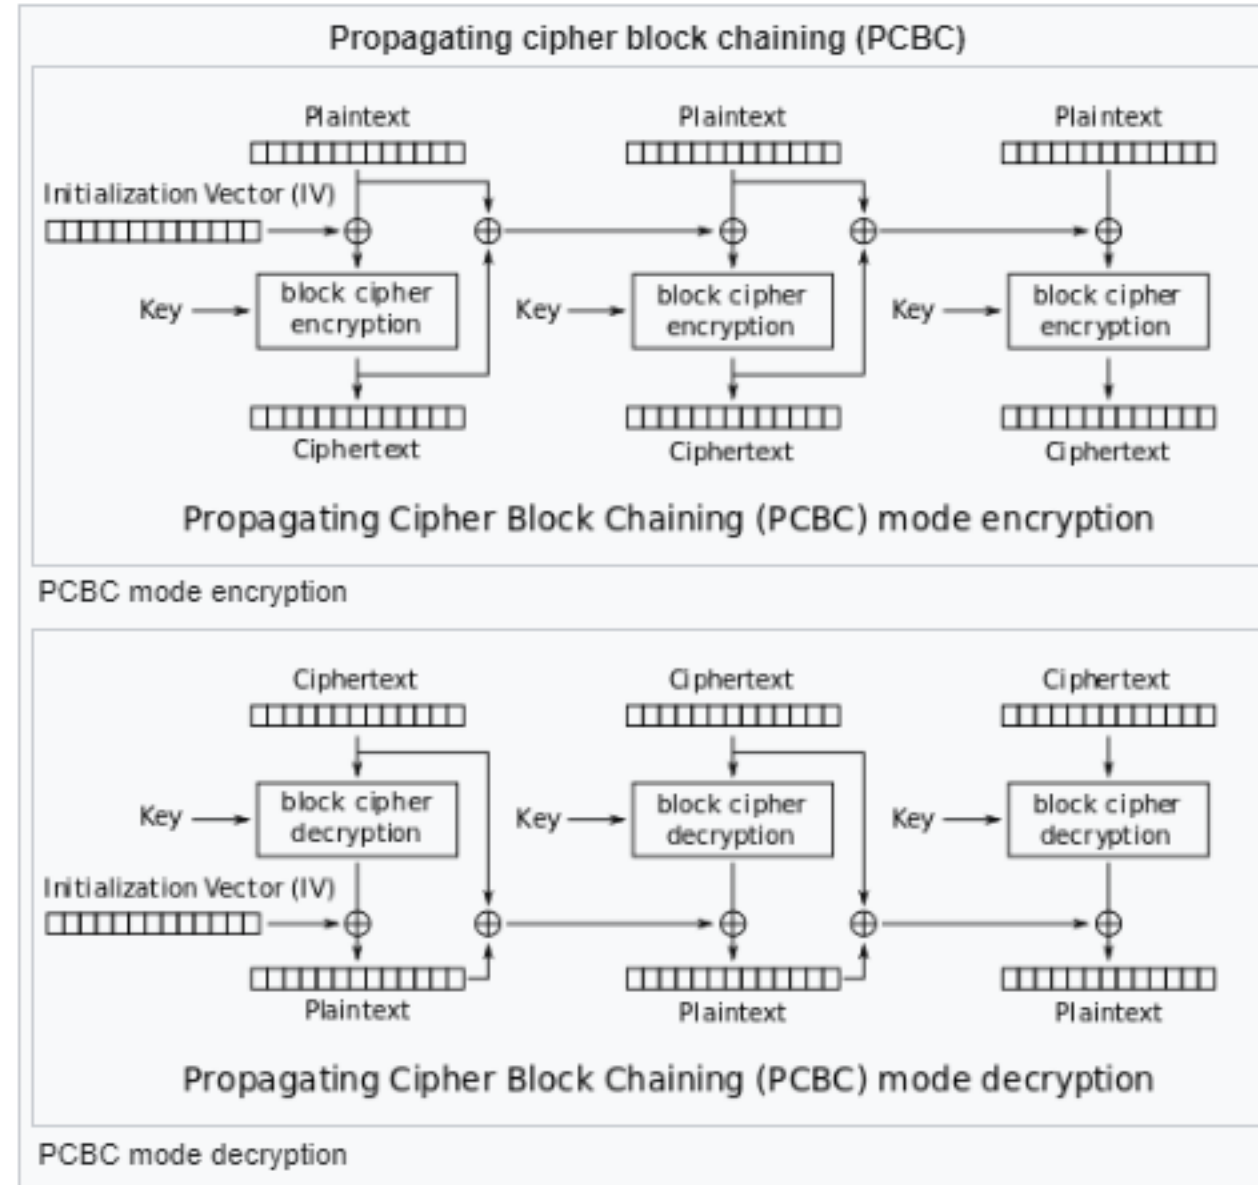 Propagating cipher block chaining (PCBC)
Plaintext
Plaintext
Plaintext
Initialization Vector (IV)
Key
block cipher
encryption
Key
block cipher
encryption
Key
block cipher
encryption
Ciphertext
Ciphertext
Ciphertext
Propagating Cipher Block Chaining (PCBC) mode encryption
PCBC mode encryption
Ciphertext
Ciphertext
Ciphertext
Key
block cipher
decryption
Key
block cipher
decryption
Key
block cipher
decryption
Initialization Vector (IV)
Plaintext
Plaintext
Plaintext
Propagating Cipher Block Chaining (PCBC) mode decryption
PCBC mode decryption